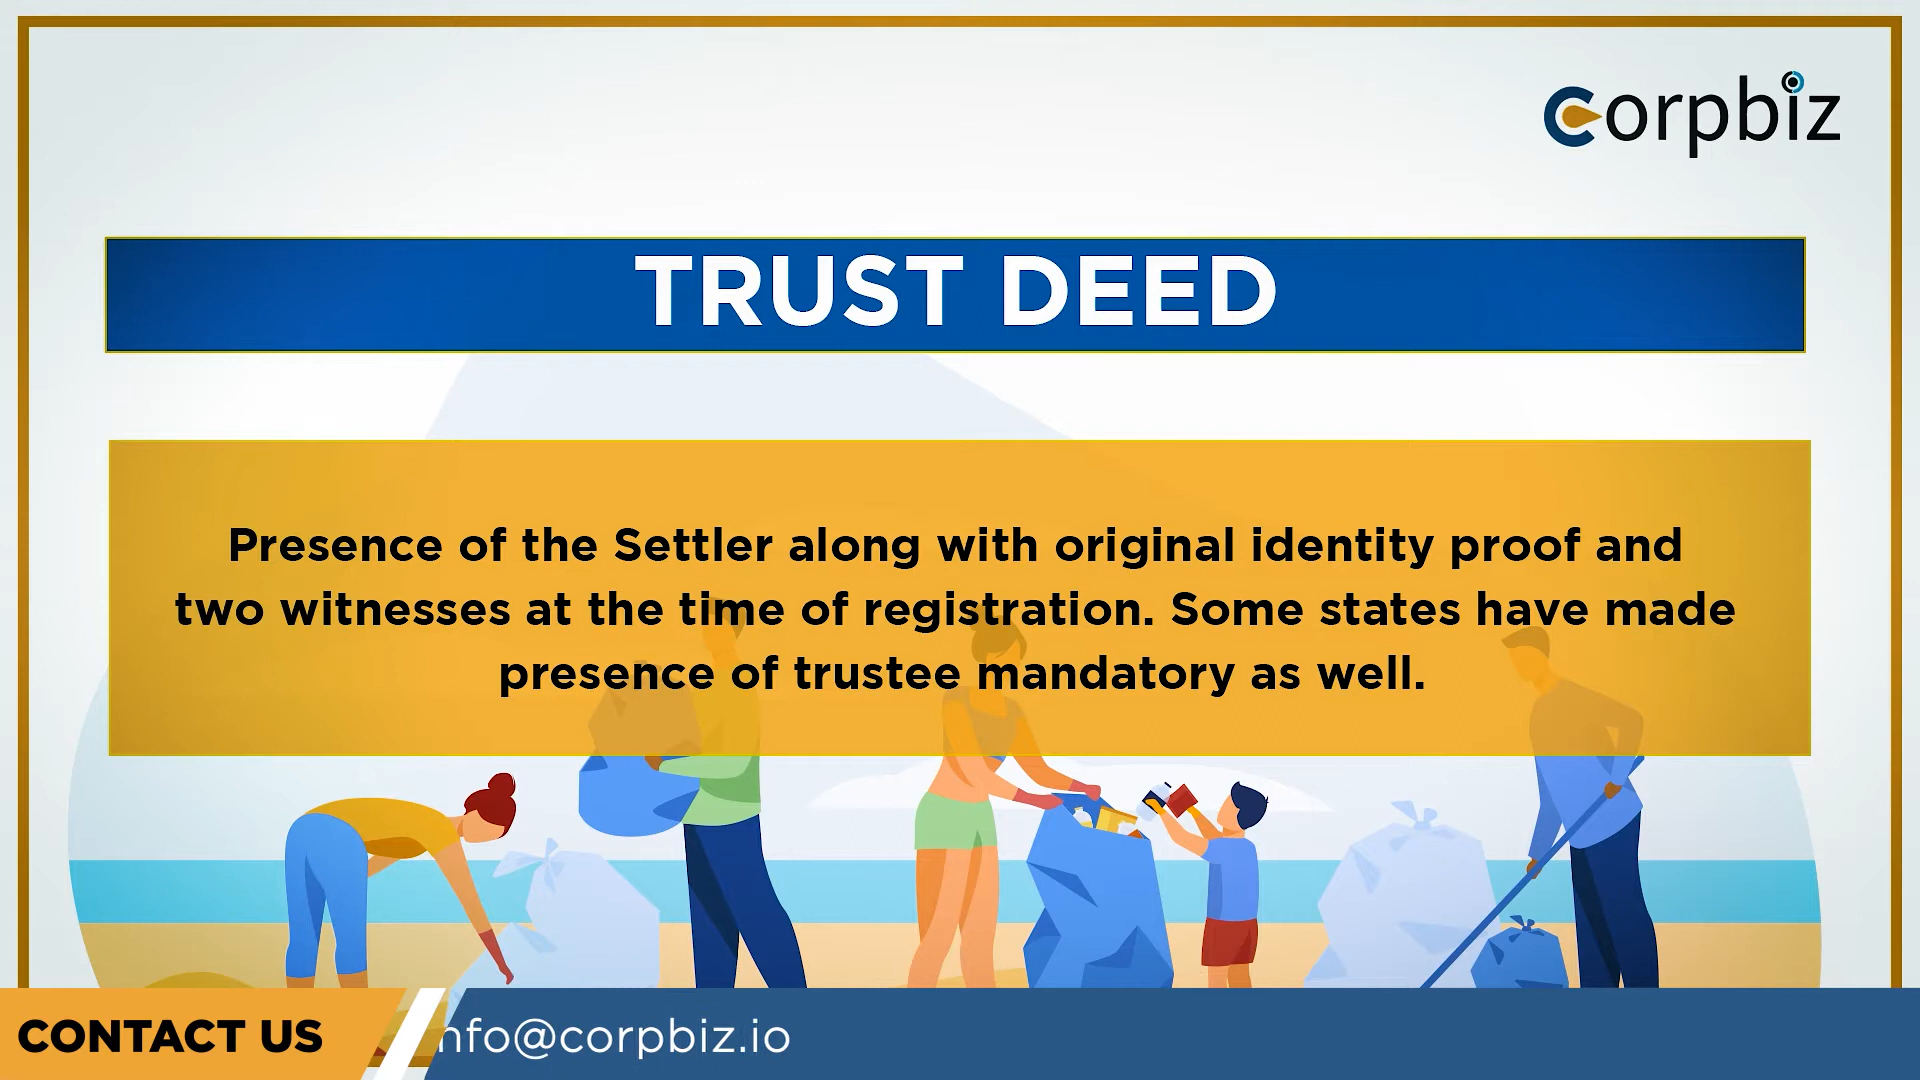 Corpbiz
TRUST DEED
Presence of the Settler along with original identity proof and
two witnesses at the time of registration. Some states have made
presence of trustee mandatory as well.
CONTACT US
nfo@corpbiz.io